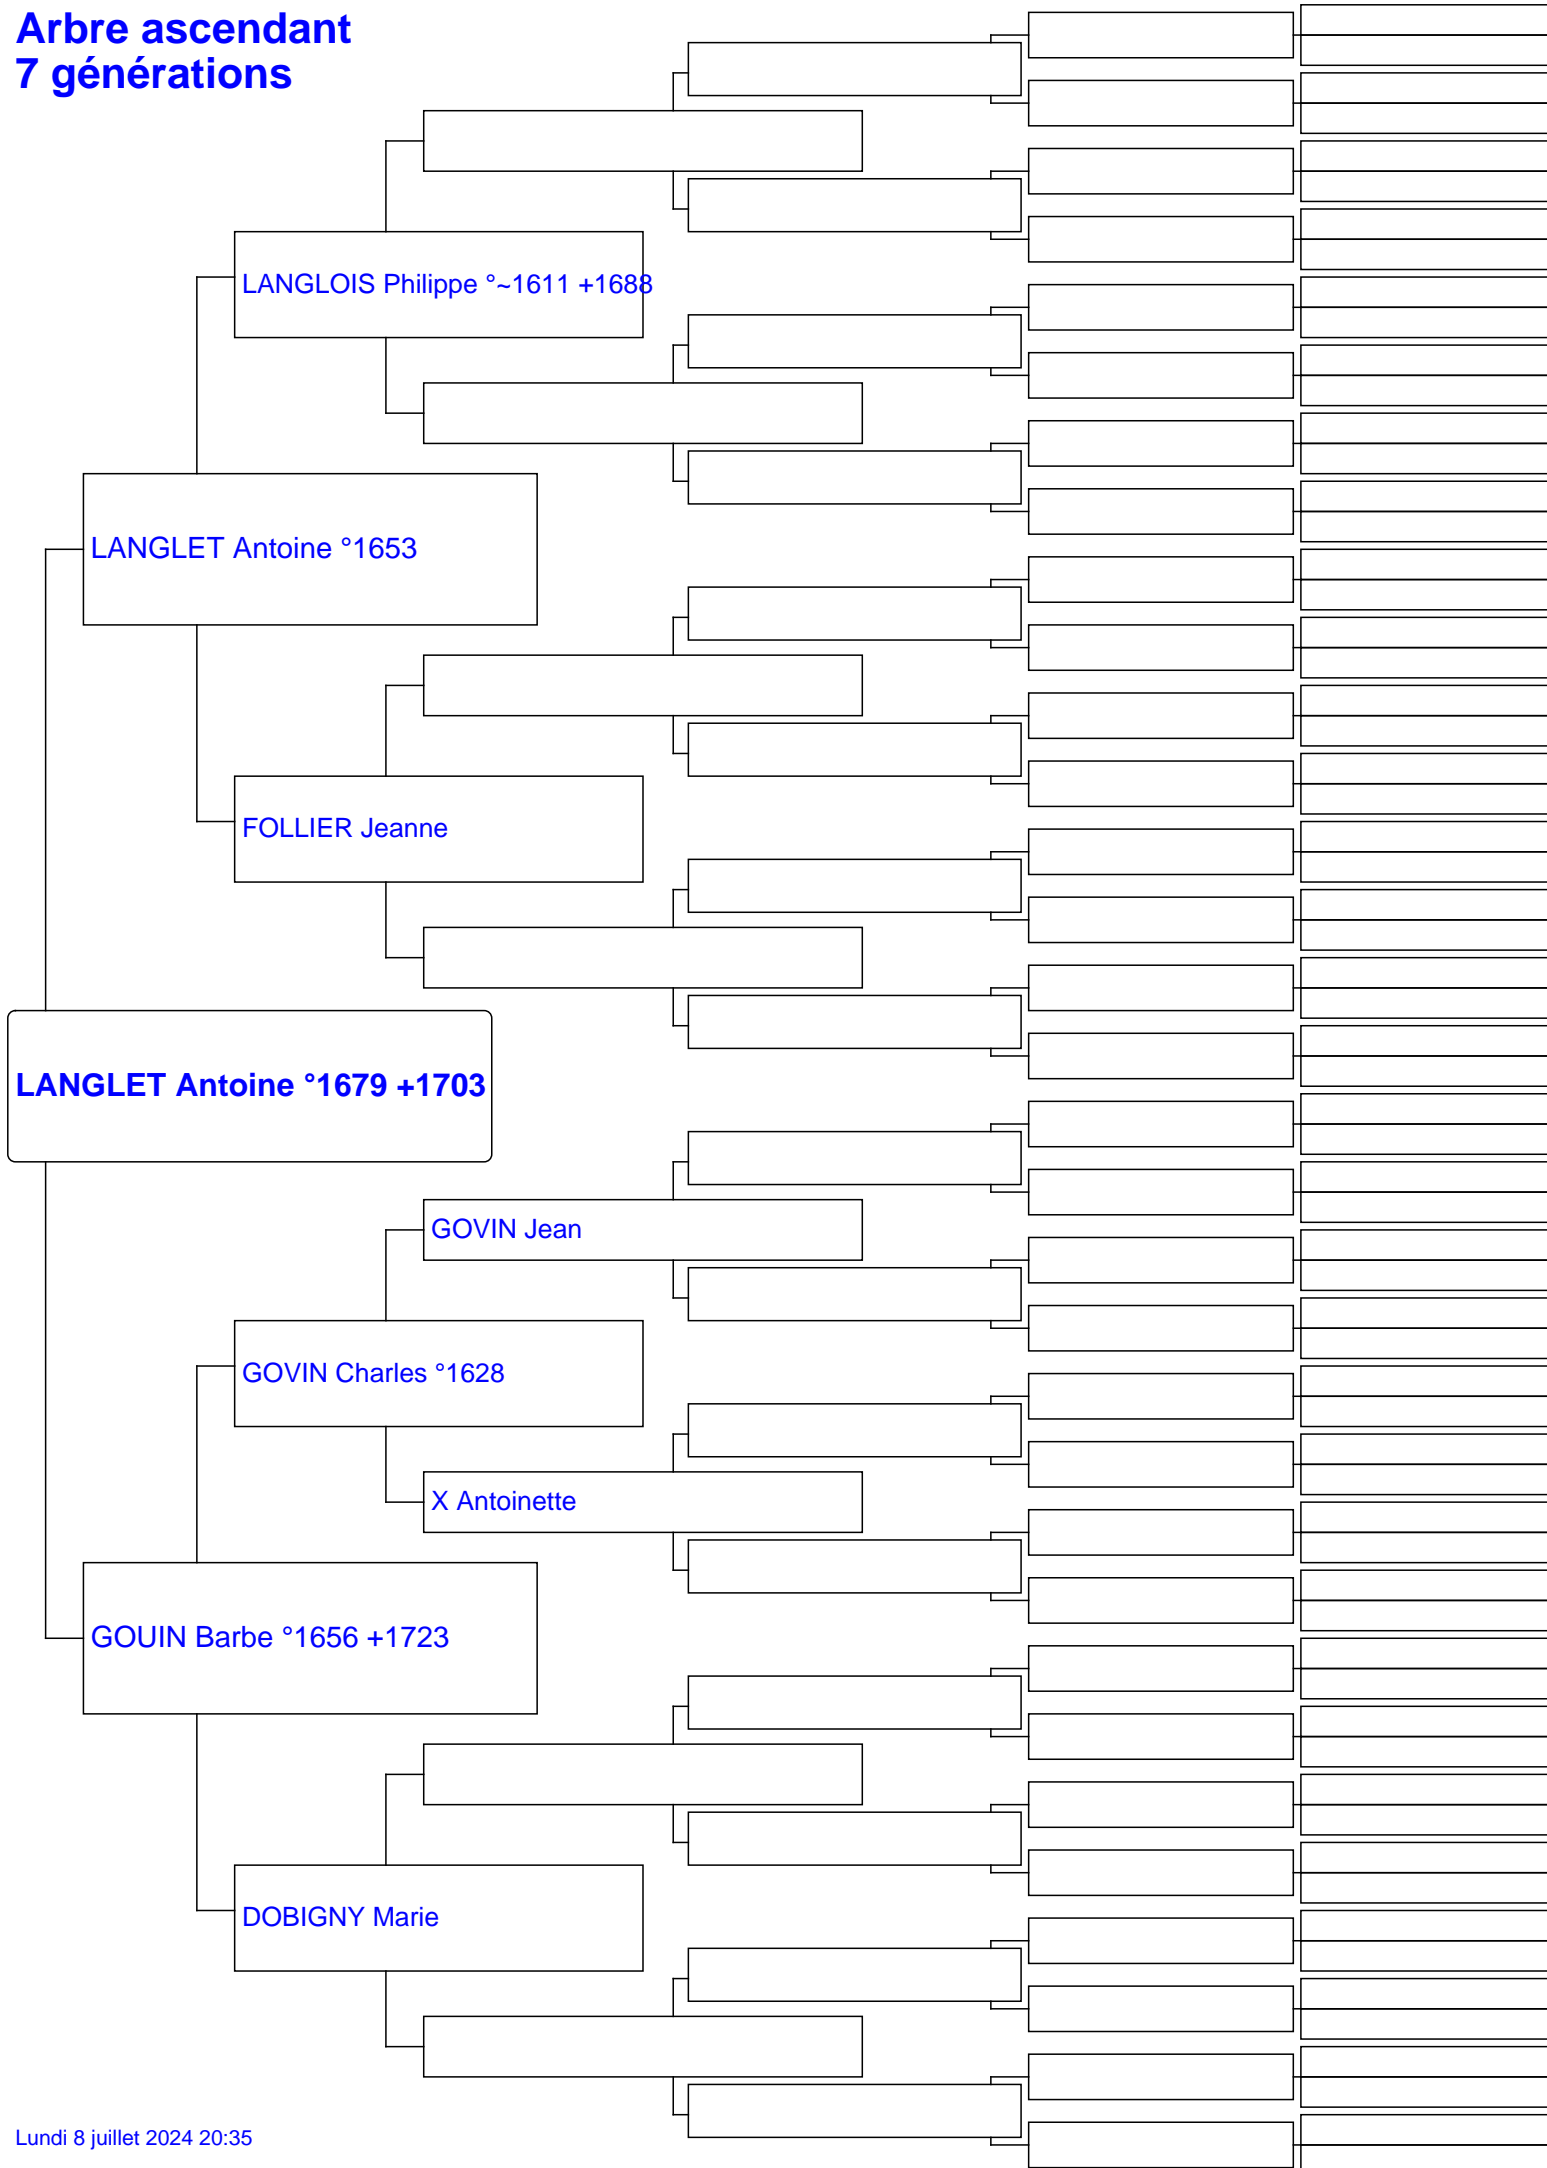 Arbre ascendant
7 générations
LANGLOIS Philippe °~1611 +1688
LANGLET Antoine °1653
FOLLIER Jeanne
LANGLET Antoine °1679 +1703
GOVIN Jean
GOVIN Charles °1628
X Antoinette
GOUIN Barbe °1656 +1723
DOBIGNY Marie
Lundi 8 juillet 2024 20:35